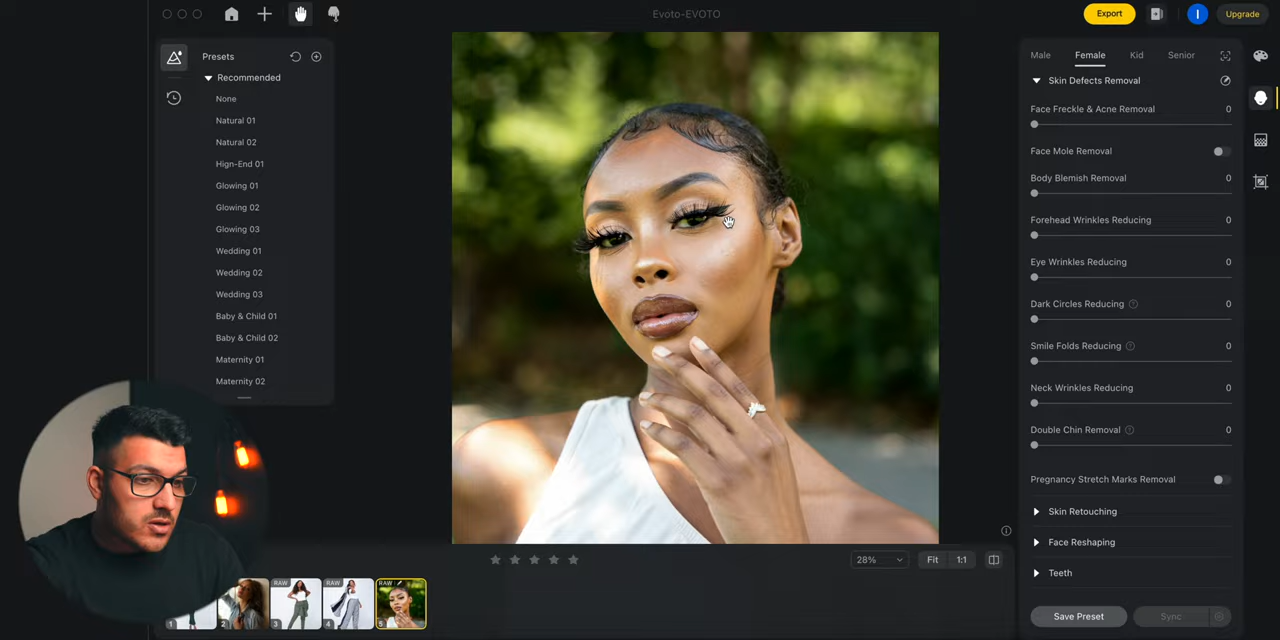 Evoto-EVOTO
Export
I
Upgrade
Presets
Recommended
None
Natural 01
Natural 02
Hign-End 01
Glowing 01
Glowing 02
Glowing 03
Wedding 01
Wedding 02
Wedding 03
Baby & Child 01
Baby & Child 02
Maternity 01
Maternity 02
Male Female Kid Senior
Skin Defects Removal
Face Freckle & Acne Removal 0
Face Mole Removal
Body Blemish Removal 0
Forehead Wrinkles Reducing 0
Eye Wrinkles Reducing 0
Dark Circles Reducing ? 0
Smile Folds Reducing ? 0
Neck Wrinkles Reducing 0
Double Chin Removal ? 0
Pregnancy Stretch Marks Removal
Skin Retouching
Face Reshaping
Teeth
Save Preset Sync
28% Fit 1:1
RAW RAW RAW
1 2 3 4 5